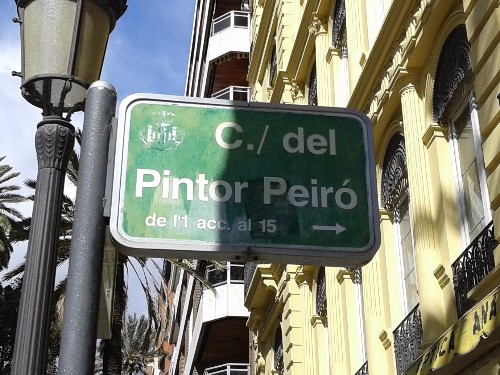 C./ del
Pintor Peiró
de l'1 acc. al 15